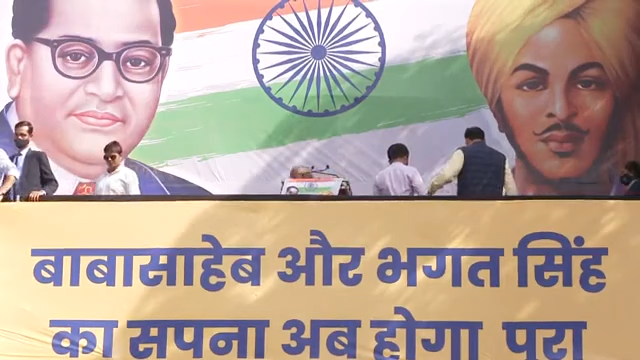 बाबासाहेब और भगत सिंह
का सपना अब होगा पूरा